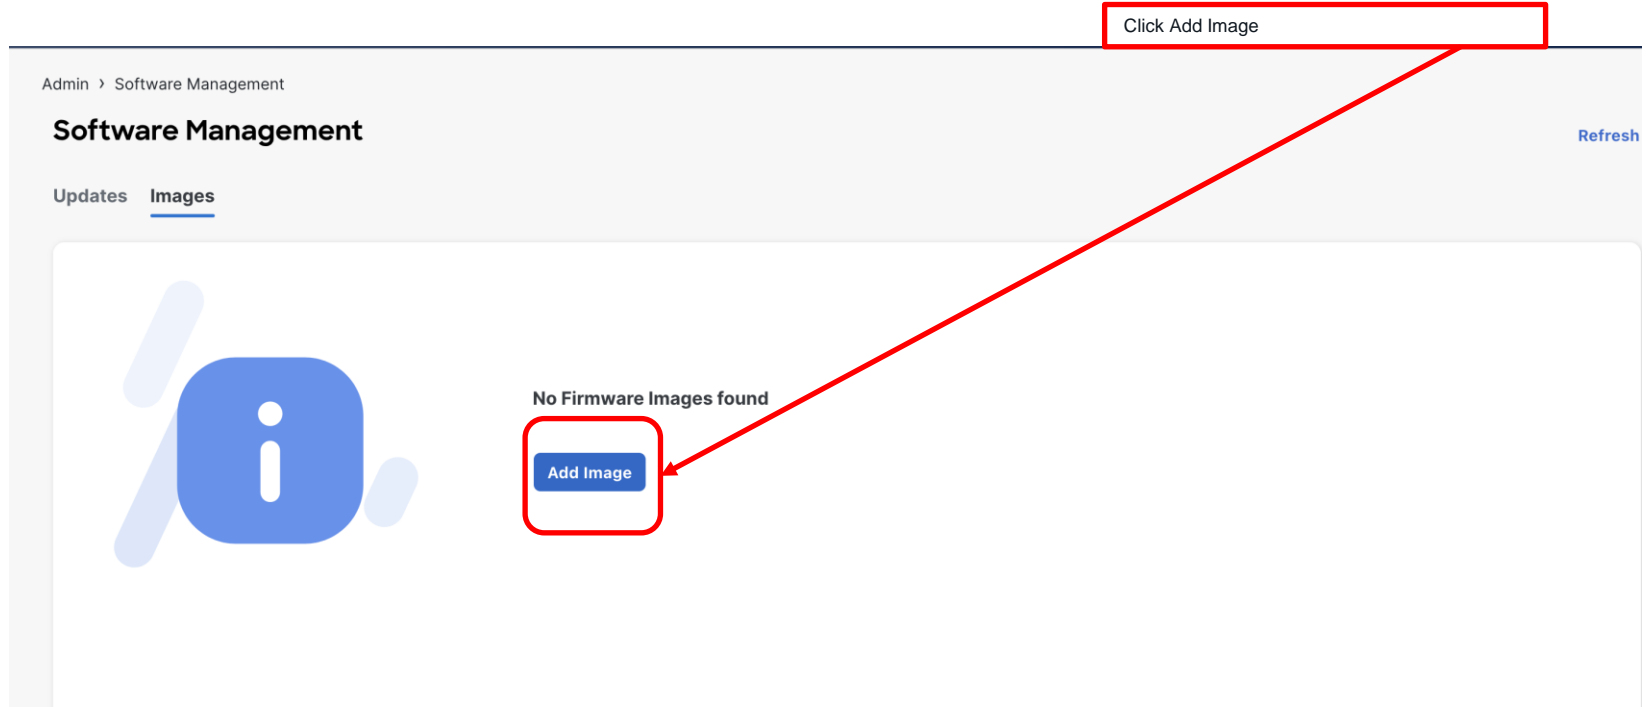 Click Add Image
Admin › Software Management
Software Management
Refresh
Updates Images
No Firmware Images found
Add Image